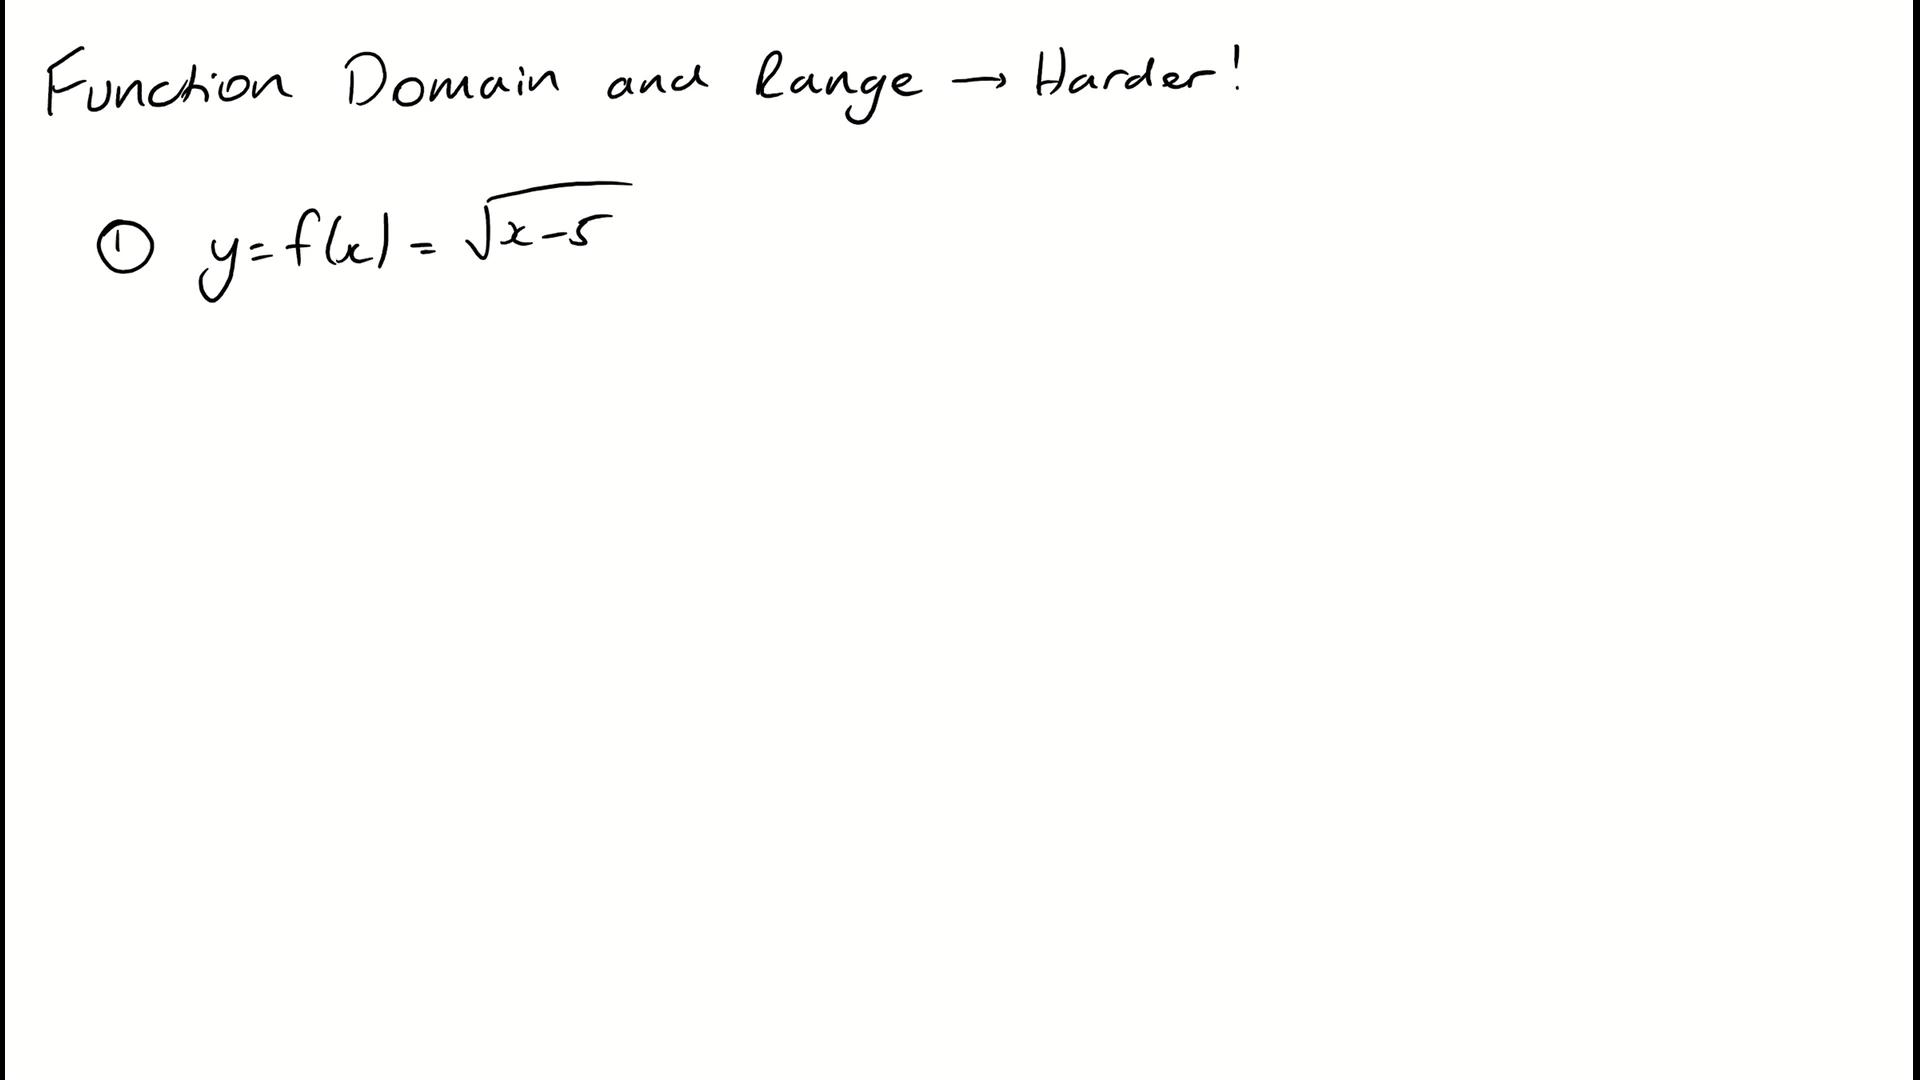 Function Domain and Range → Harder!
① y=f(x) = √x-5